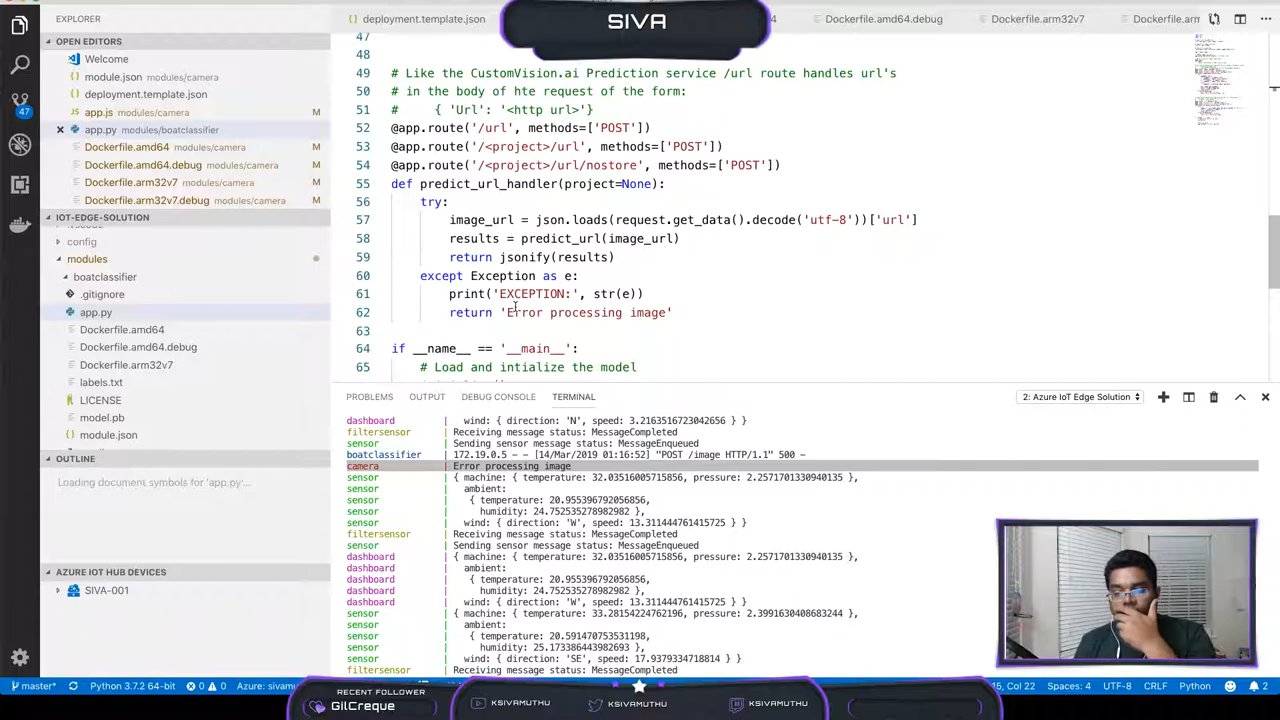 SIVA
EXPLORER
OPEN EDITORS
Welcome
module.json modules/camera
deployment.template.json
app.js modules/camera M
app.py modules/boatclassifier
Dockerfile.amd64 modules/camera M
Dockerfile.amd64.debug modules/camera M
Dockerfile.arm32v7 modules/camera M
Dockerfile.arm32v7.debug modules/camera M
47
IOT-EDGE-SOLUTION
config
modules
boatclassifier
.gitignore
app.py
Dockerfile.amd64
Dockerfile.amd64.debug
Dockerfile.arm32v7
labels.txt
LICENSE
model.pb
module.json
OUTLINE
Loading document symbols for 'app.py'...
AZURE IOT HUB DEVICES
SIVA-001
deployment.template.json
4 Dockerfile.amd64.debug Dockerfile.arm32v7 Dockerfile.arm
47
48
49 # Like the CustomVision.ai Prediction service /url route handles url's
50 # in the body of hte request of the form:
51 # { 'Url': '<http url>'}
52 @app.route('/url', methods=['POST'])
53 @app.route('/<project>/url', methods=['POST'])
54 @app.route('/<project>/url/nostore', methods=['POST'])
55 def predict_url_handler(project=None):
56 try:
57 image_url = json.loads(request.get_data().decode('utf-8'))['url']
58 results = predict_url(image_url)
59 return jsonify(results)
60 except Exception as e:
61 print('EXCEPTION:', str(e))
62 return 'Error processing image'
63
64 if __name__ == '__main__':
65 # Load and intialize the model
PROBLEMS OUTPUT DEBUG CONSOLE TERMINAL 2: Azure IoT Edge Solution
dashboard | wind: { direction: 'N', speed: 3.2163516723042656 } }
filtersensor | Receiving message status: MessageCompleted
sensor | Sending sensor message status: MessageEnqueued
boatclassifier | 172.19.0.5 - - [14/Mar/2019 01:16:52] "POST /image HTTP/1.1" 500 -
camera | Error processing image
sensor | { machine: { temperature: 32.03516005715856, pressure: 2.2571701330940135 },
sensor | ambient:
sensor | { temperature: 20.955396792056856,
sensor | humidity: 24.752535278982982 },
sensor | wind: { direction: 'W', speed: 13.311444761415725 } }
filtersensor | Receiving message status: MessageCompleted
sensor | Sending sensor message status: MessageEnqueued
dashboard | { machine: { temperature: 32.03516005715856, pressure: 2.2571701330940135 },
dashboard | ambient:
dashboard | { temperature: 20.955396792056856,
dashboard | humidity: 24.752535278982982 },
dashboard | wind: { direction: 'W', speed: 13.311444761415725 } }
sensor | { machine: { temperature: 33.28154224762196, pressure: 2.3991630408683244 },
sensor | ambient:
sensor | { temperature: 20.591470753531198,
sensor | humidity: 25.173386443982693 },
sensor | wind: { direction: 'SE', speed: 17.9379334718814 } }
filtersensor | Receiving message status: MessageCompleted
master* Python 3.7.2 64-bit 0 0 Azure: sivamu 15, Col 22 Spaces: 4 UTF-8 CRLF Python 2
RECENT FOLLOWER
GilCreque
KSIVAMUTHU KSIVAMUTHU KSIVAMUTHU